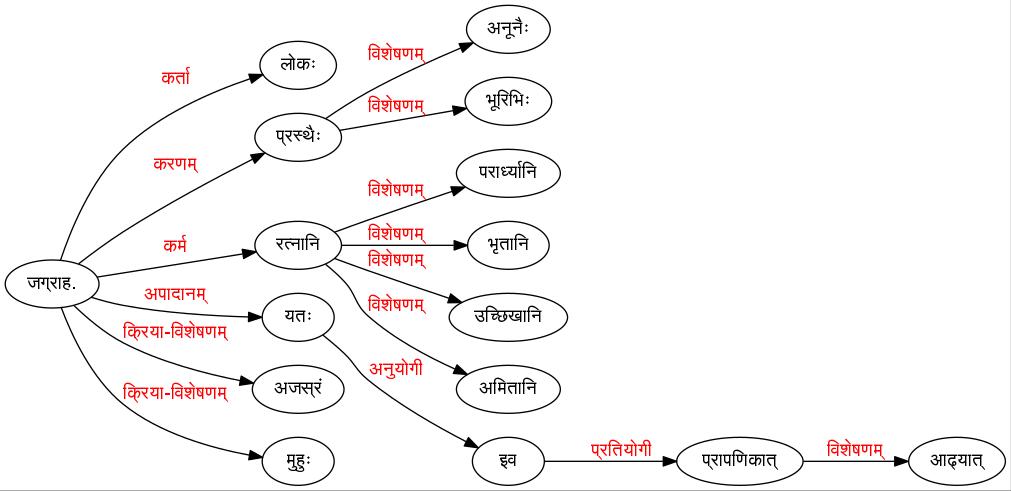 अनूनैः
विशेषणम्
लोकः
कर्ता
भूरिभिः
विशेषणम्
प्रस्थैः
करणम्
परार्ध्यानि
विशेषणम्
रत्नानि
विशेषणम्
भृतानि
कर्म
विशेषणम्
जग्राह.
अपादानम्
विशेषणम्
यतः
उच्छिखानि
क्रिया-विशेषणम्
अनुयोगी
अजस्रं
अमितानि
क्रिया-विशेषणम्
मुहुः
इव
प्रतियोगी
प्रापणिकात्
विशेषणम्
आढ्यात्